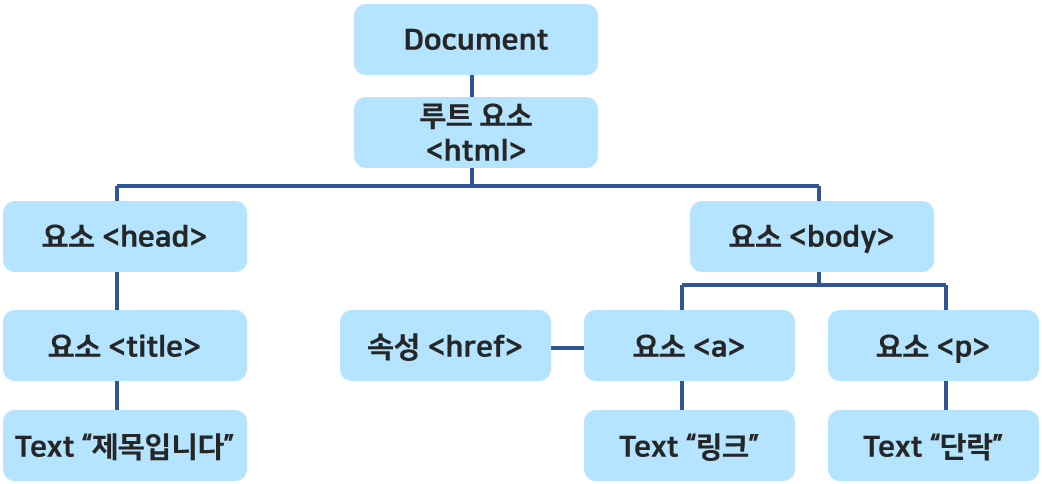 Document
루트 요소
<html>
요소 <head>
요소 <body>
요소 <title>
속성 <href>
요소 <a>
요소 <p>
Text “제목입니다”
Text “링크”
Text “단락”